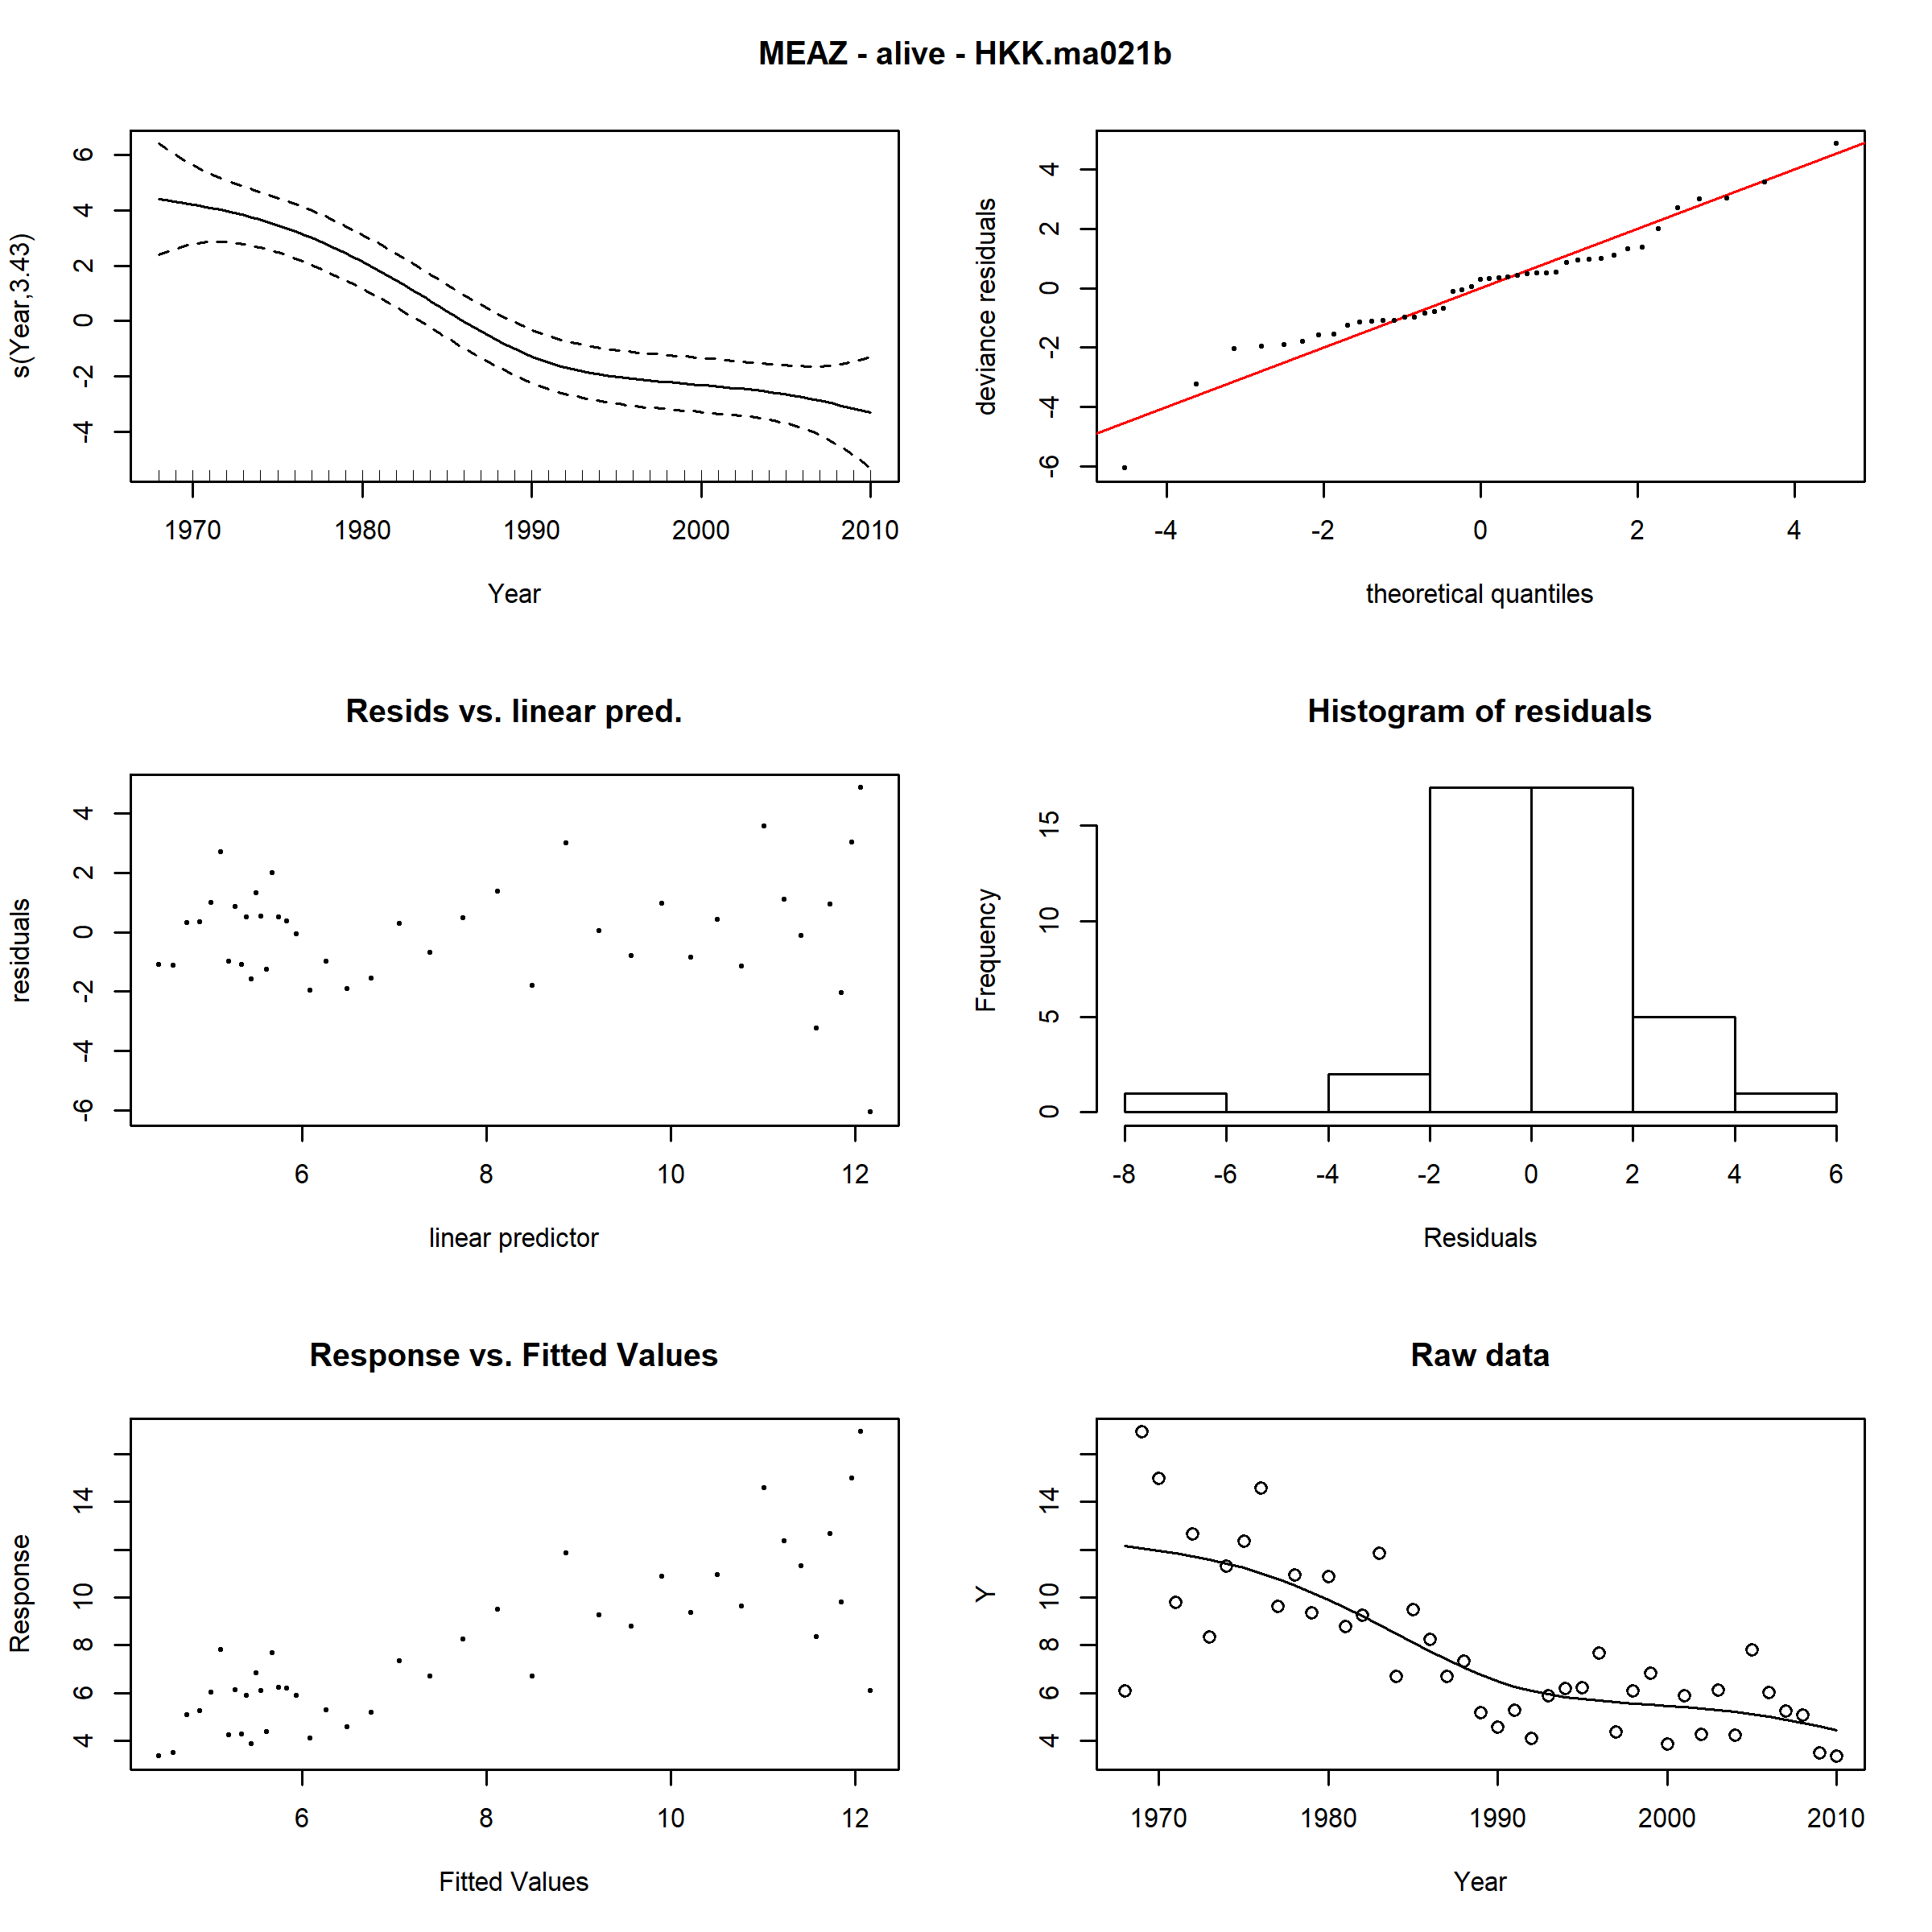 MEAZ - alive - HKK.ma021b
s(Year,3.43)
6
4
2
0
-2
-4
1970 1980 1990 2000 2010
Year
deviance residuals
4
2
0
-2
-4
-6
-4 -2 0 2 4
theoretical quantiles
Resids vs. linear pred.
residuals
4
2
0
-2
-4
-6
6 8 10 12
linear predictor
Histogram of residuals
Frequency
15
10
5
0
-8 -6 -4 -2 0 2 4 6
Residuals
Response vs. Fitted Values
Response
14
10
8
6
4
6 8 10 12
Fitted Values
Raw data
Y
14
10
8
6
4
1970 1980 1990 2000 2010
Year